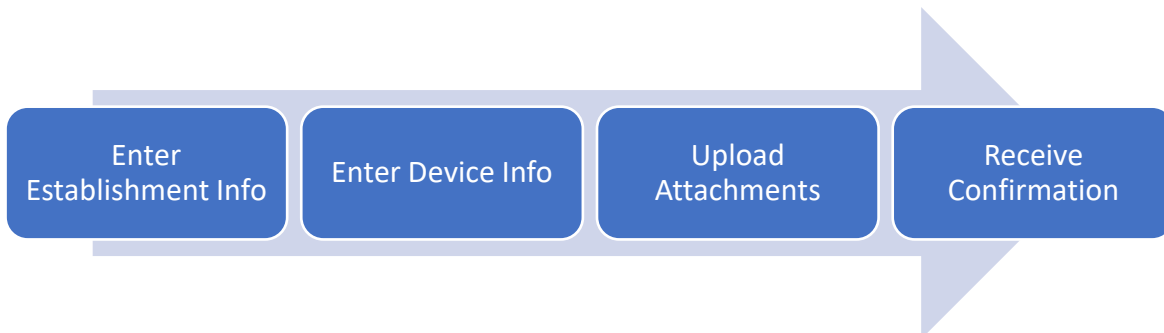 Enter
Establishment Info
Enter Device Info
Upload
Attachments
Receive
Confirmation